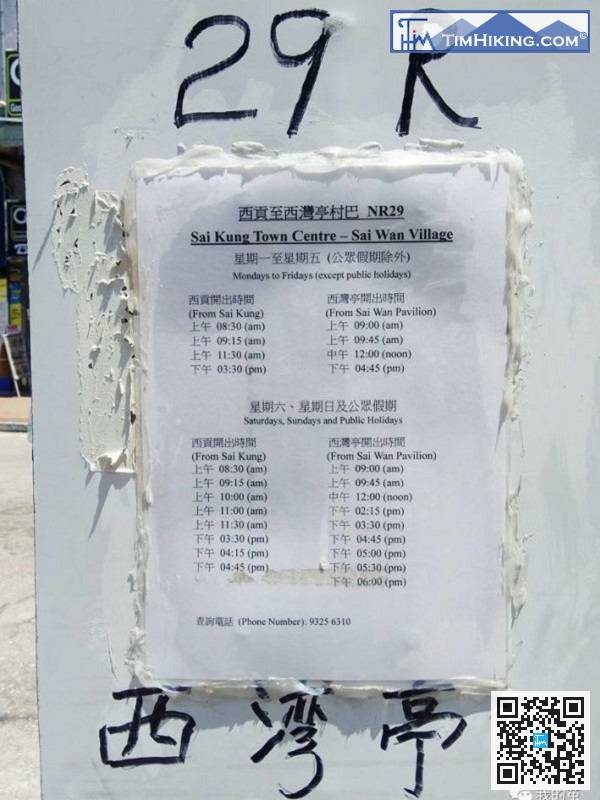 TIMHIKING.COM©
29 R
西貢至西灣亭村巴 NR29
Sai Kung Town Centre – Sai Wan Village
星期一至星期五 (公眾假期除外)
Mondays to Fridays (except public holidays)
西貢開出時間 西灣亭開出時間
(From Sai Kung) (From Sai Wan Pavilion)
上午 08:30 (am) 上午 09:00 (am)
上午 09:15 (am) 上午 09:45 (am)
上午 11:30 (am) 中午 12:00 (noon)
下午 03:30 (pm) 下午 04:45 (pm)
星期六、星期日及公眾假期
Saturdays, Sundays and Public Holidays
西貢開出時間 西灣亭開出時間
(From Sai Kung) (From Sai Wan Pavilion)
上午 08:30 (am) 上午 09:00 (am)
上午 09:15 (am) 上午 09:45 (am)
上午 10:00 (am) 中午 12:00 (noon)
上午 11:00 (am) 下午 02:15 (pm)
上午 11:30 (am) 下午 03:30 (pm)
下午 03:30 (pm) 下午 04:45 (pm)
下午 04:15 (pm) 下午 05:00 (pm)
下午 04:45 (pm) 下午 05:30 (pm)
下午 06:00 (pm)
查詢電話 (Phone Number): 9325 6310
西湾亭